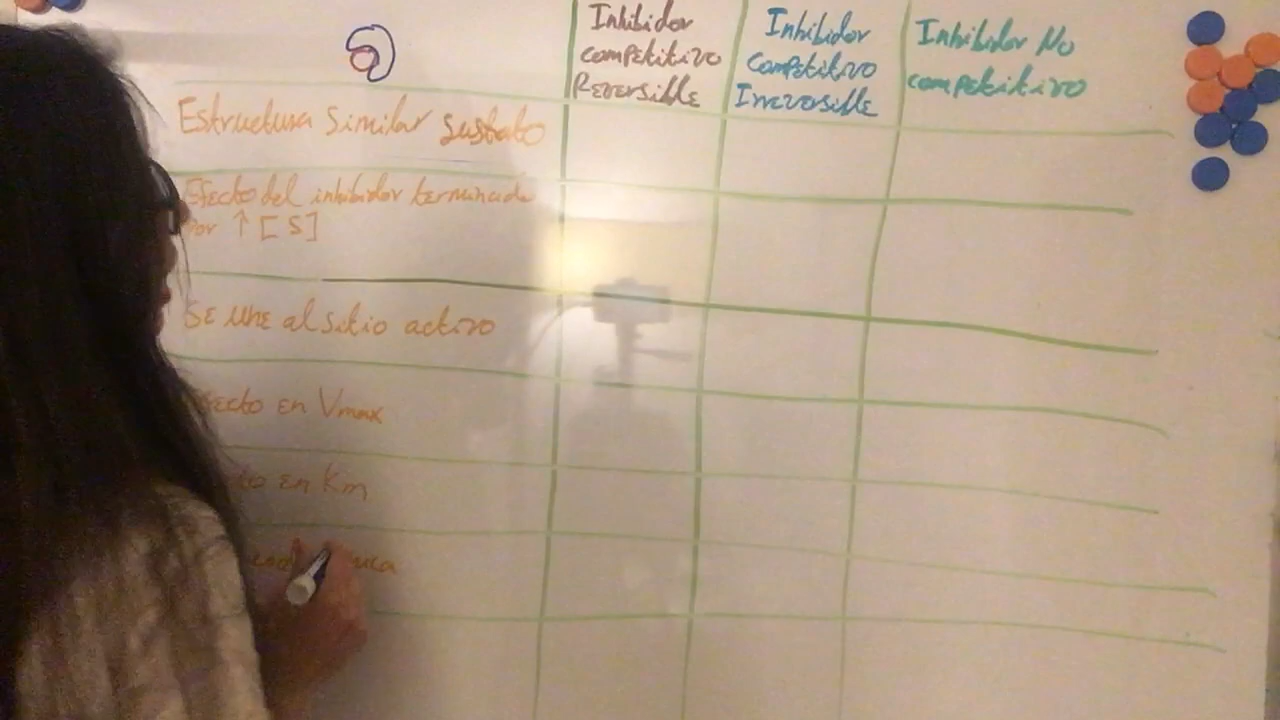 Inhibidor
competitivo
Reversible
Inhibidor
Competitivo
Irreversible
Inhibidor No
competitivo
Estructura Similar sustrato
Efecto del inhibidor terminado
Por ↑ [S]
SE une al sitio activo
en Vmax
en Km